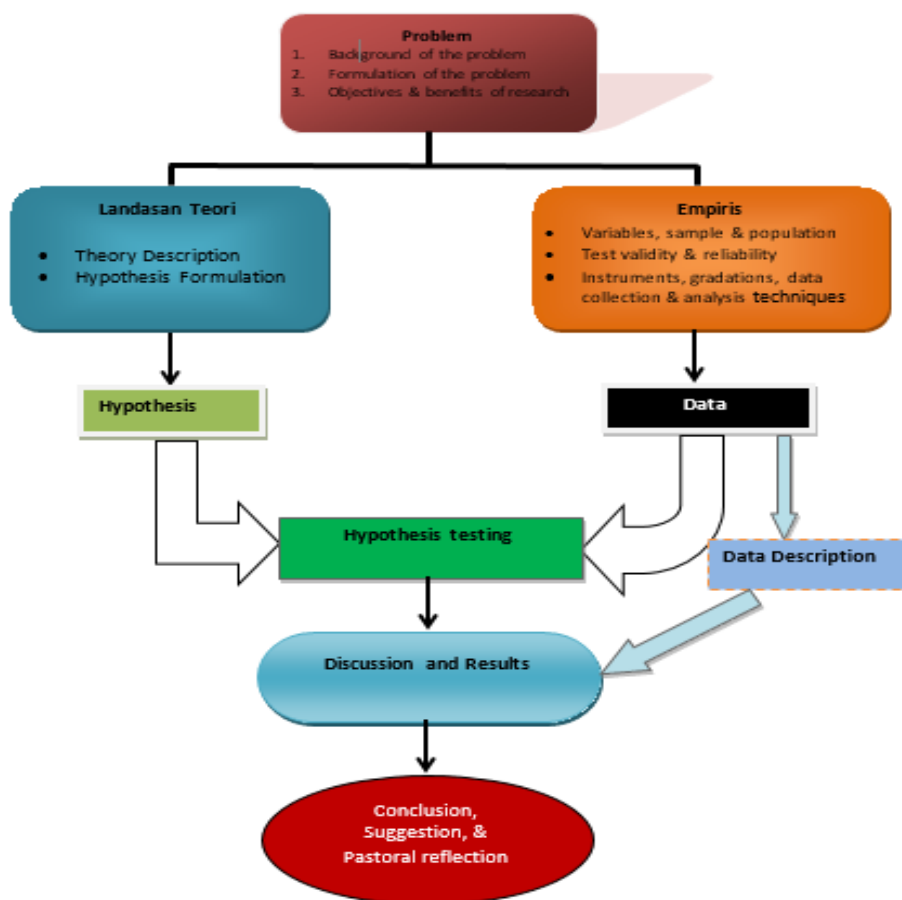 Problem
1. Background of the problem
2. Formulation of the problem
3. Objectives & benefits of research
Landasan Teori
• Theory Description
• Hypothesis Formulation
Empiris
• Variables, sample & population
• Test validity & reliability
• Instruments, gradations, data
collection & analysis techniques
Hypothesis
Data
Hypothesis testing
Data Description
Discussion and Results
Conclusion,
Suggestion, &
Pastoral reflection